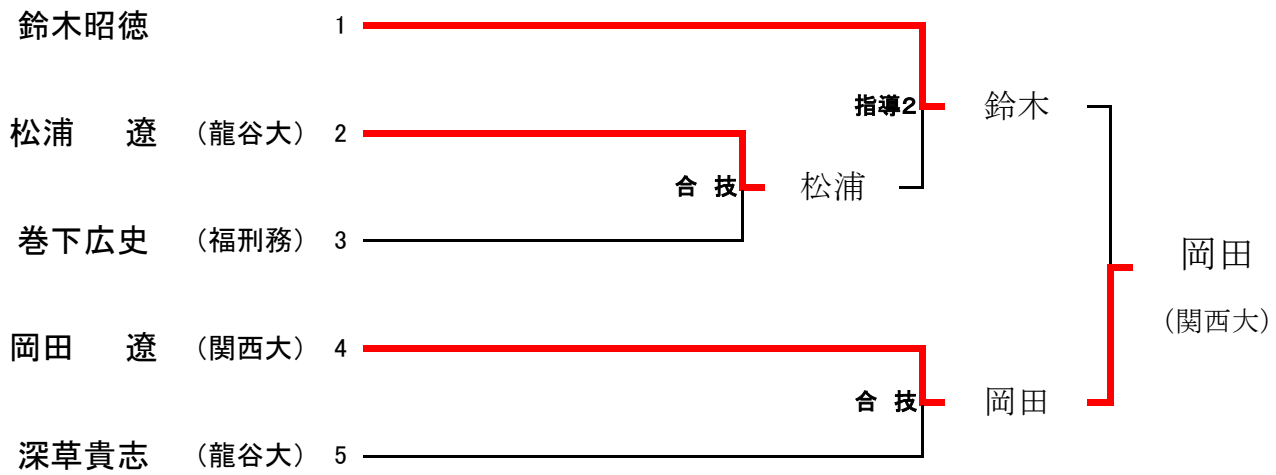 鈴木昭徳 1
指導2 鈴木
松浦 遼 (龍谷大) 2
合 技 松浦
巻下広史 (福刑務) 3
岡田
(関西大)
岡田 遼 (関西大) 4
合 技 岡田
深草貴志 (龍谷大) 5